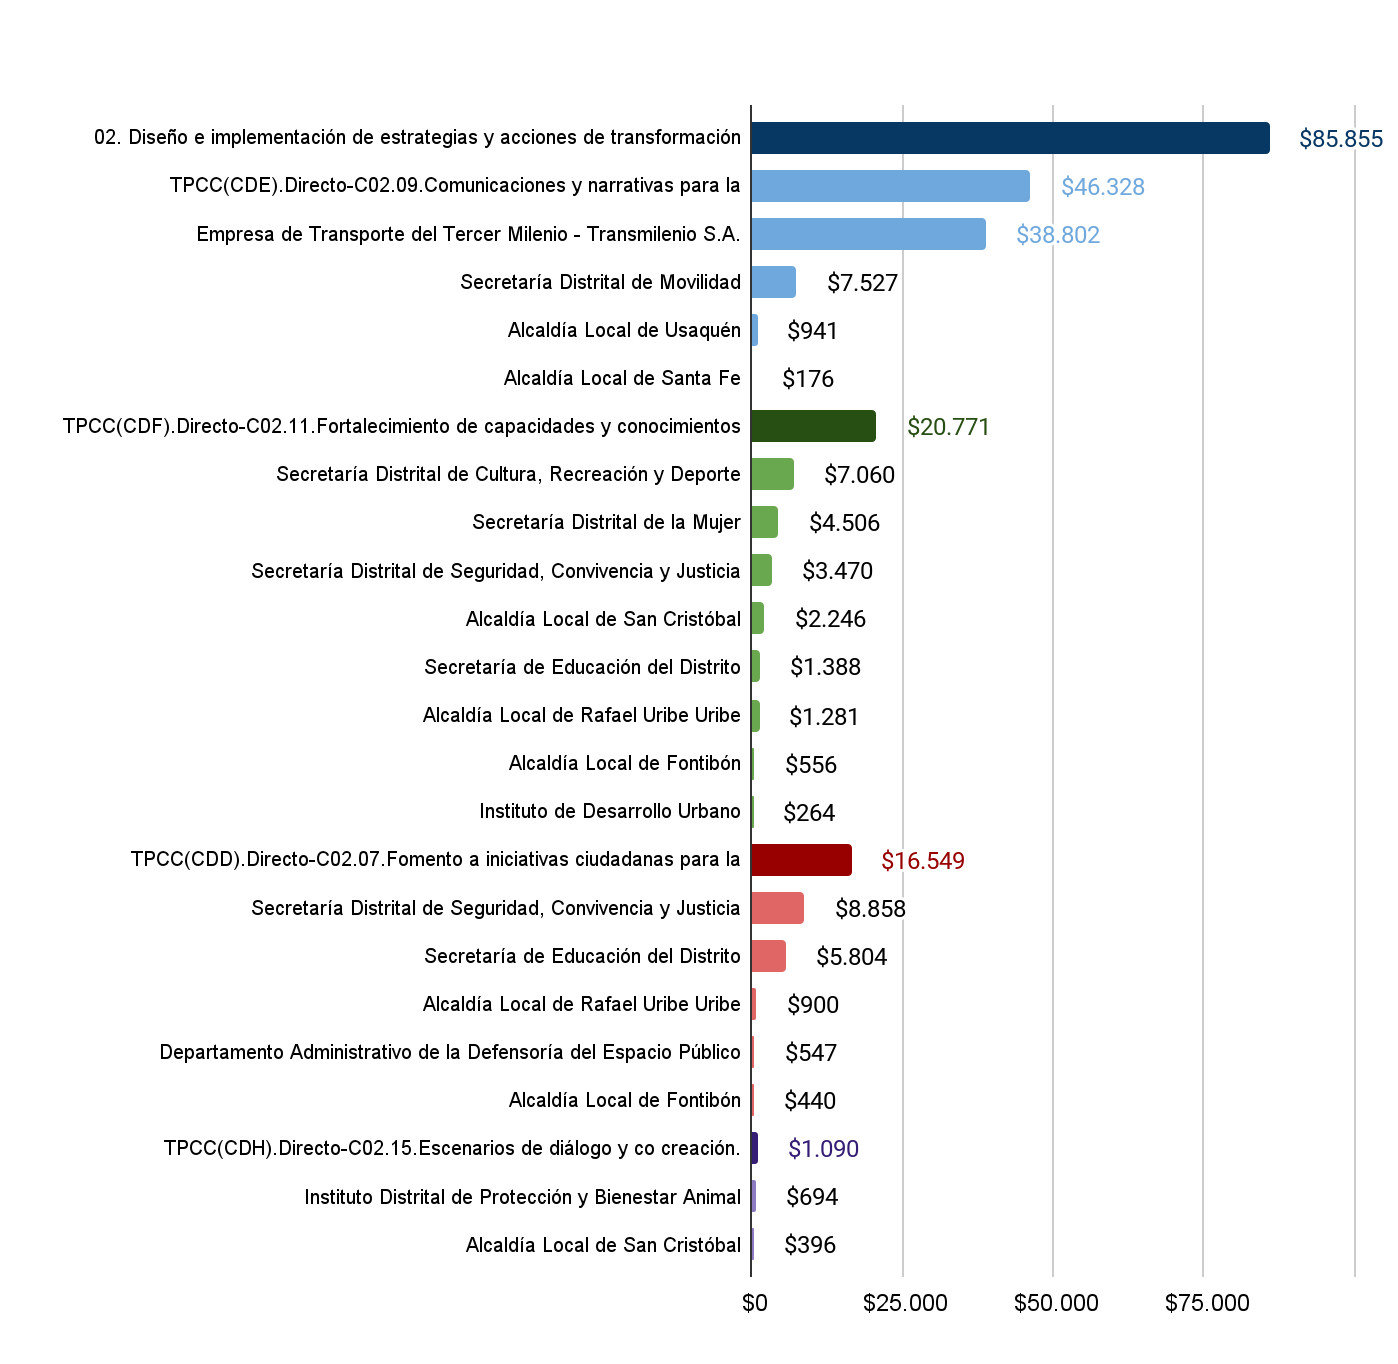 02. Diseño e implementación de estrategias y acciones de transformación $85.855
TPCC(CDE).Directo-C02.09.Comunicaciones y narrativas para la $46.328
Empresa de Transporte del Tercer Milenio - Transmilenio S.A. $38.802
Secretaría Distrital de Movilidad $7.527
Alcaldía Local de Usaquén $941
Alcaldía Local de Santa Fe $176
TPCC(CDF).Directo-C02.11.Fortalecimiento de capacidades y conocimientos $20.771
Secretaría Distrital de Cultura, Recreación y Deporte $7.060
Secretaría Distrital de la Mujer $4.506
Secretaría Distrital de Seguridad, Convivencia y Justicia $3.470
Alcaldía Local de San Cristóbal $2.246
Secretaría de Educación del Distrito $1.388
Alcaldía Local de Rafael Uribe Uribe $1.281
Alcaldía Local de Fontibón $556
Instituto de Desarrollo Urbano $264
TPCC(CDD).Directo-C02.07.Fomento a iniciativas ciudadanas para la $16.549
Secretaría Distrital de Seguridad, Convivencia y Justicia $8.858
Secretaría de Educación del Distrito $5.804
Alcaldía Local de Rafael Uribe Uribe $900
Departamento Administrativo de la Defensoría del Espacio Público $547
Alcaldía Local de Fontibón $440
TPCC(CDH).Directo-C02.15.Escenarios de diálogo y co creación. $1.090
Instituto Distrital de Protección y Bienestar Animal $694
Alcaldía Local de San Cristóbal $396
$0 $25.000 $50.000 $75.000